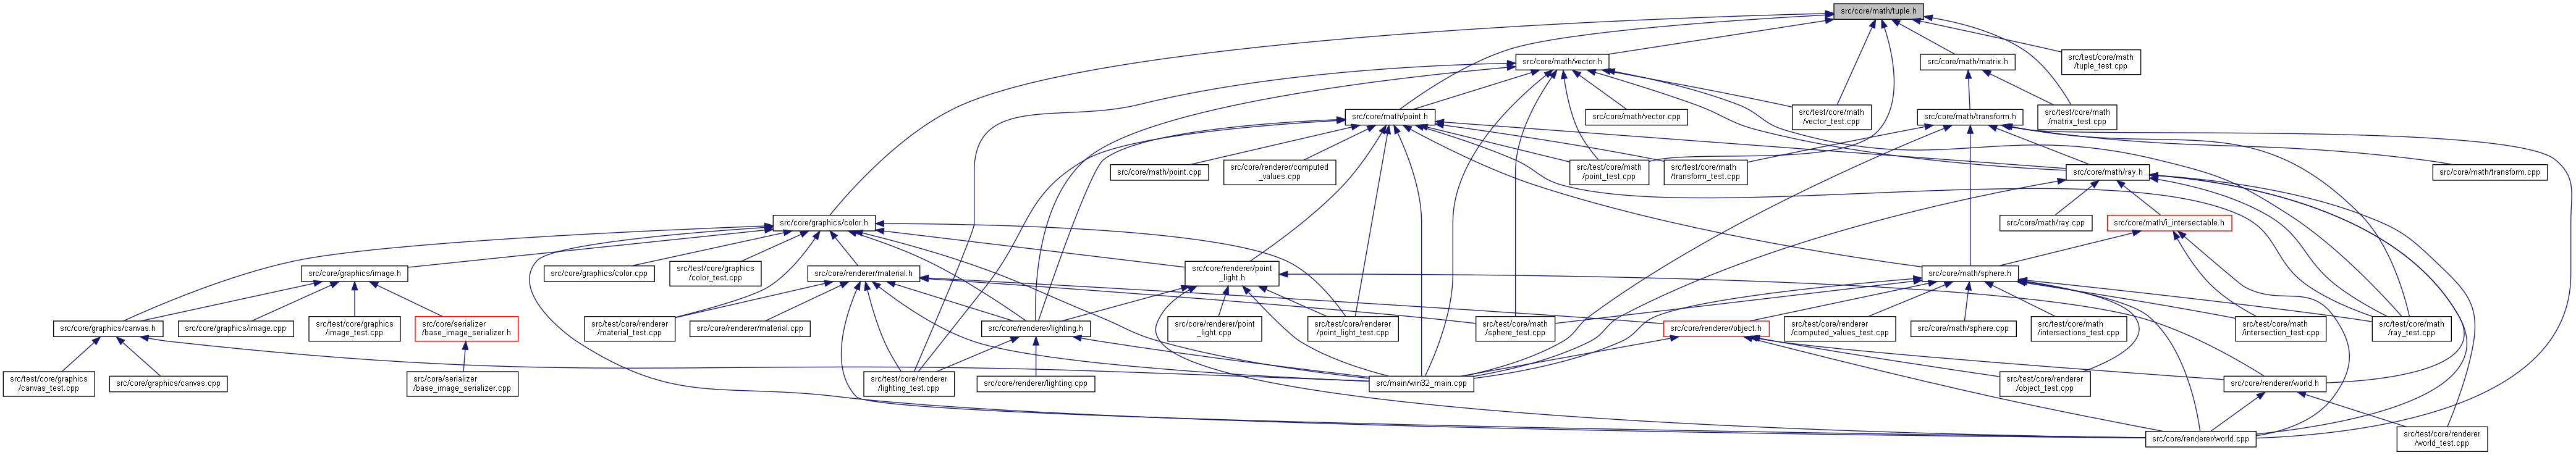 src/core/math/tuple.h
src/core/math/vector.h
src/core/math/matrix.h
src/test/core/math
/tuple_test.cpp
src/core/math/point.h
src/core/math/vector.cpp
src/test/core/math
/vector_test.cpp
src/core/math/transform.h
src/test/core/math
/matrix_test.cpp
src/core/math/point.cpp
src/core/renderer/computed
_values.cpp
src/test/core/math
/point_test.cpp
src/test/core/math
/transform_test.cpp
src/core/math/ray.h
src/core/math/transform.cpp
src/core/graphics/color.h
src/core/math/ray.cpp
src/core/math/i_intersectable.h
src/core/graphics/image.h
src/core/graphics/color.cpp
src/test/core/graphics
/color_test.cpp
src/core/renderer/material.h
src/core/renderer/point
_light.h
src/core/math/sphere.h
src/core/graphics/canvas.h
src/core/graphics/image.cpp
src/test/core/graphics
/image_test.cpp
src/core/serializer
/base_image_serializer.h
src/test/core/renderer
/material_test.cpp
src/core/renderer/material.cpp
src/core/renderer/lighting.h
src/core/renderer/point
_light.cpp
src/test/core/renderer
/point_light_test.cpp
src/test/core/math
/sphere_test.cpp
src/core/renderer/object.h
src/test/core/renderer
/computed_values_test.cpp
src/core/math/sphere.cpp
src/test/core/math
/intersections_test.cpp
src/test/core/math
/intersection_test.cpp
src/test/core/math
/ray_test.cpp
src/test/core/graphics
/canvas_test.cpp
src/core/graphics/canvas.cpp
src/core/serializer
/base_image_serializer.cpp
src/test/core/renderer
/lighting_test.cpp
src/core/renderer/lighting.cpp
src/main/win32_main.cpp
src/test/core/renderer
/object_test.cpp
src/core/renderer/world.h
src/core/renderer/world.cpp
src/test/core/renderer
/world_test.cpp